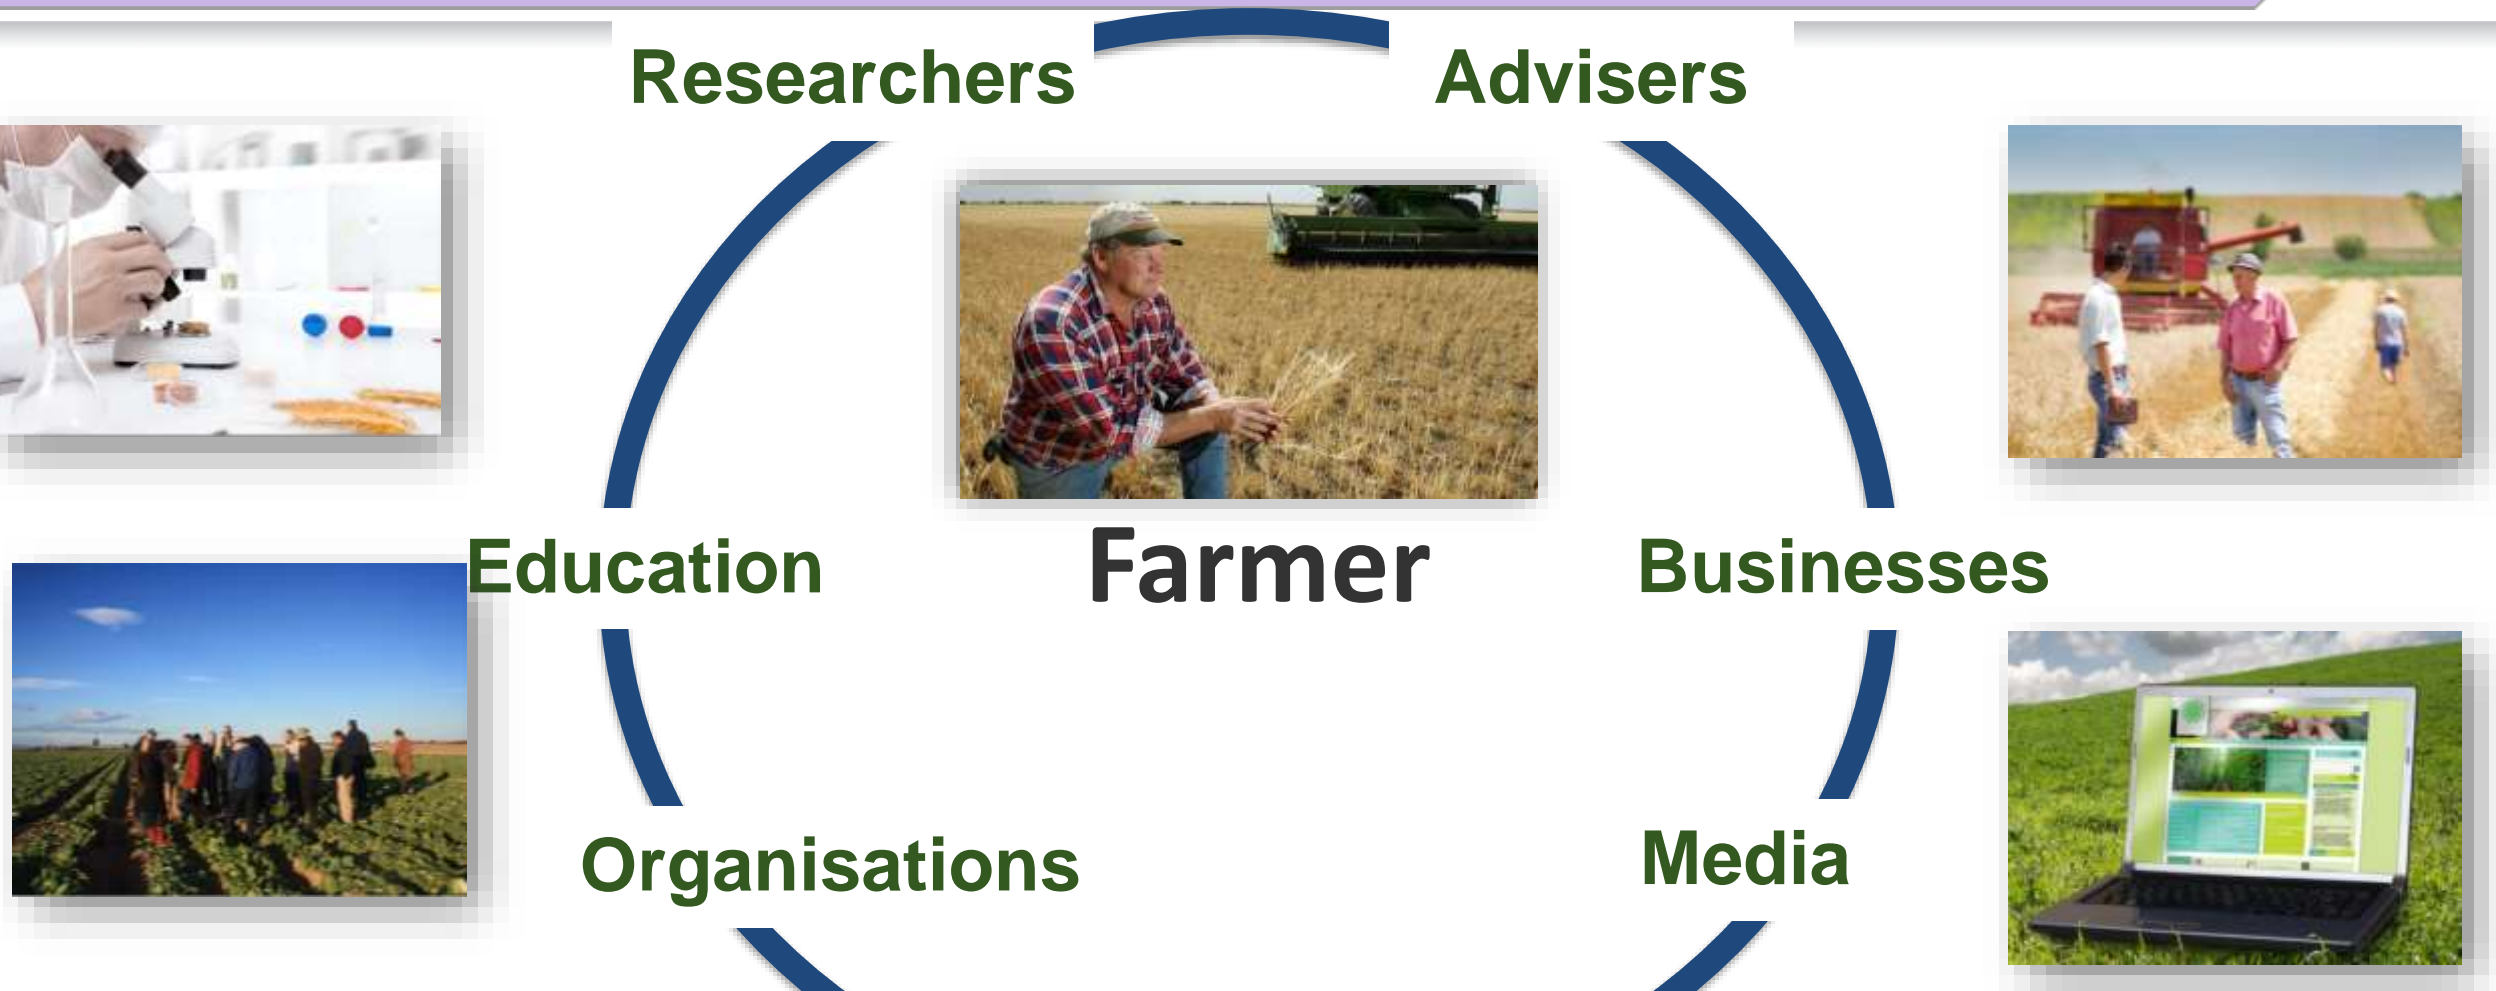 Researchers
Advisers
Education
Farmer
Businesses
Organisations
Media